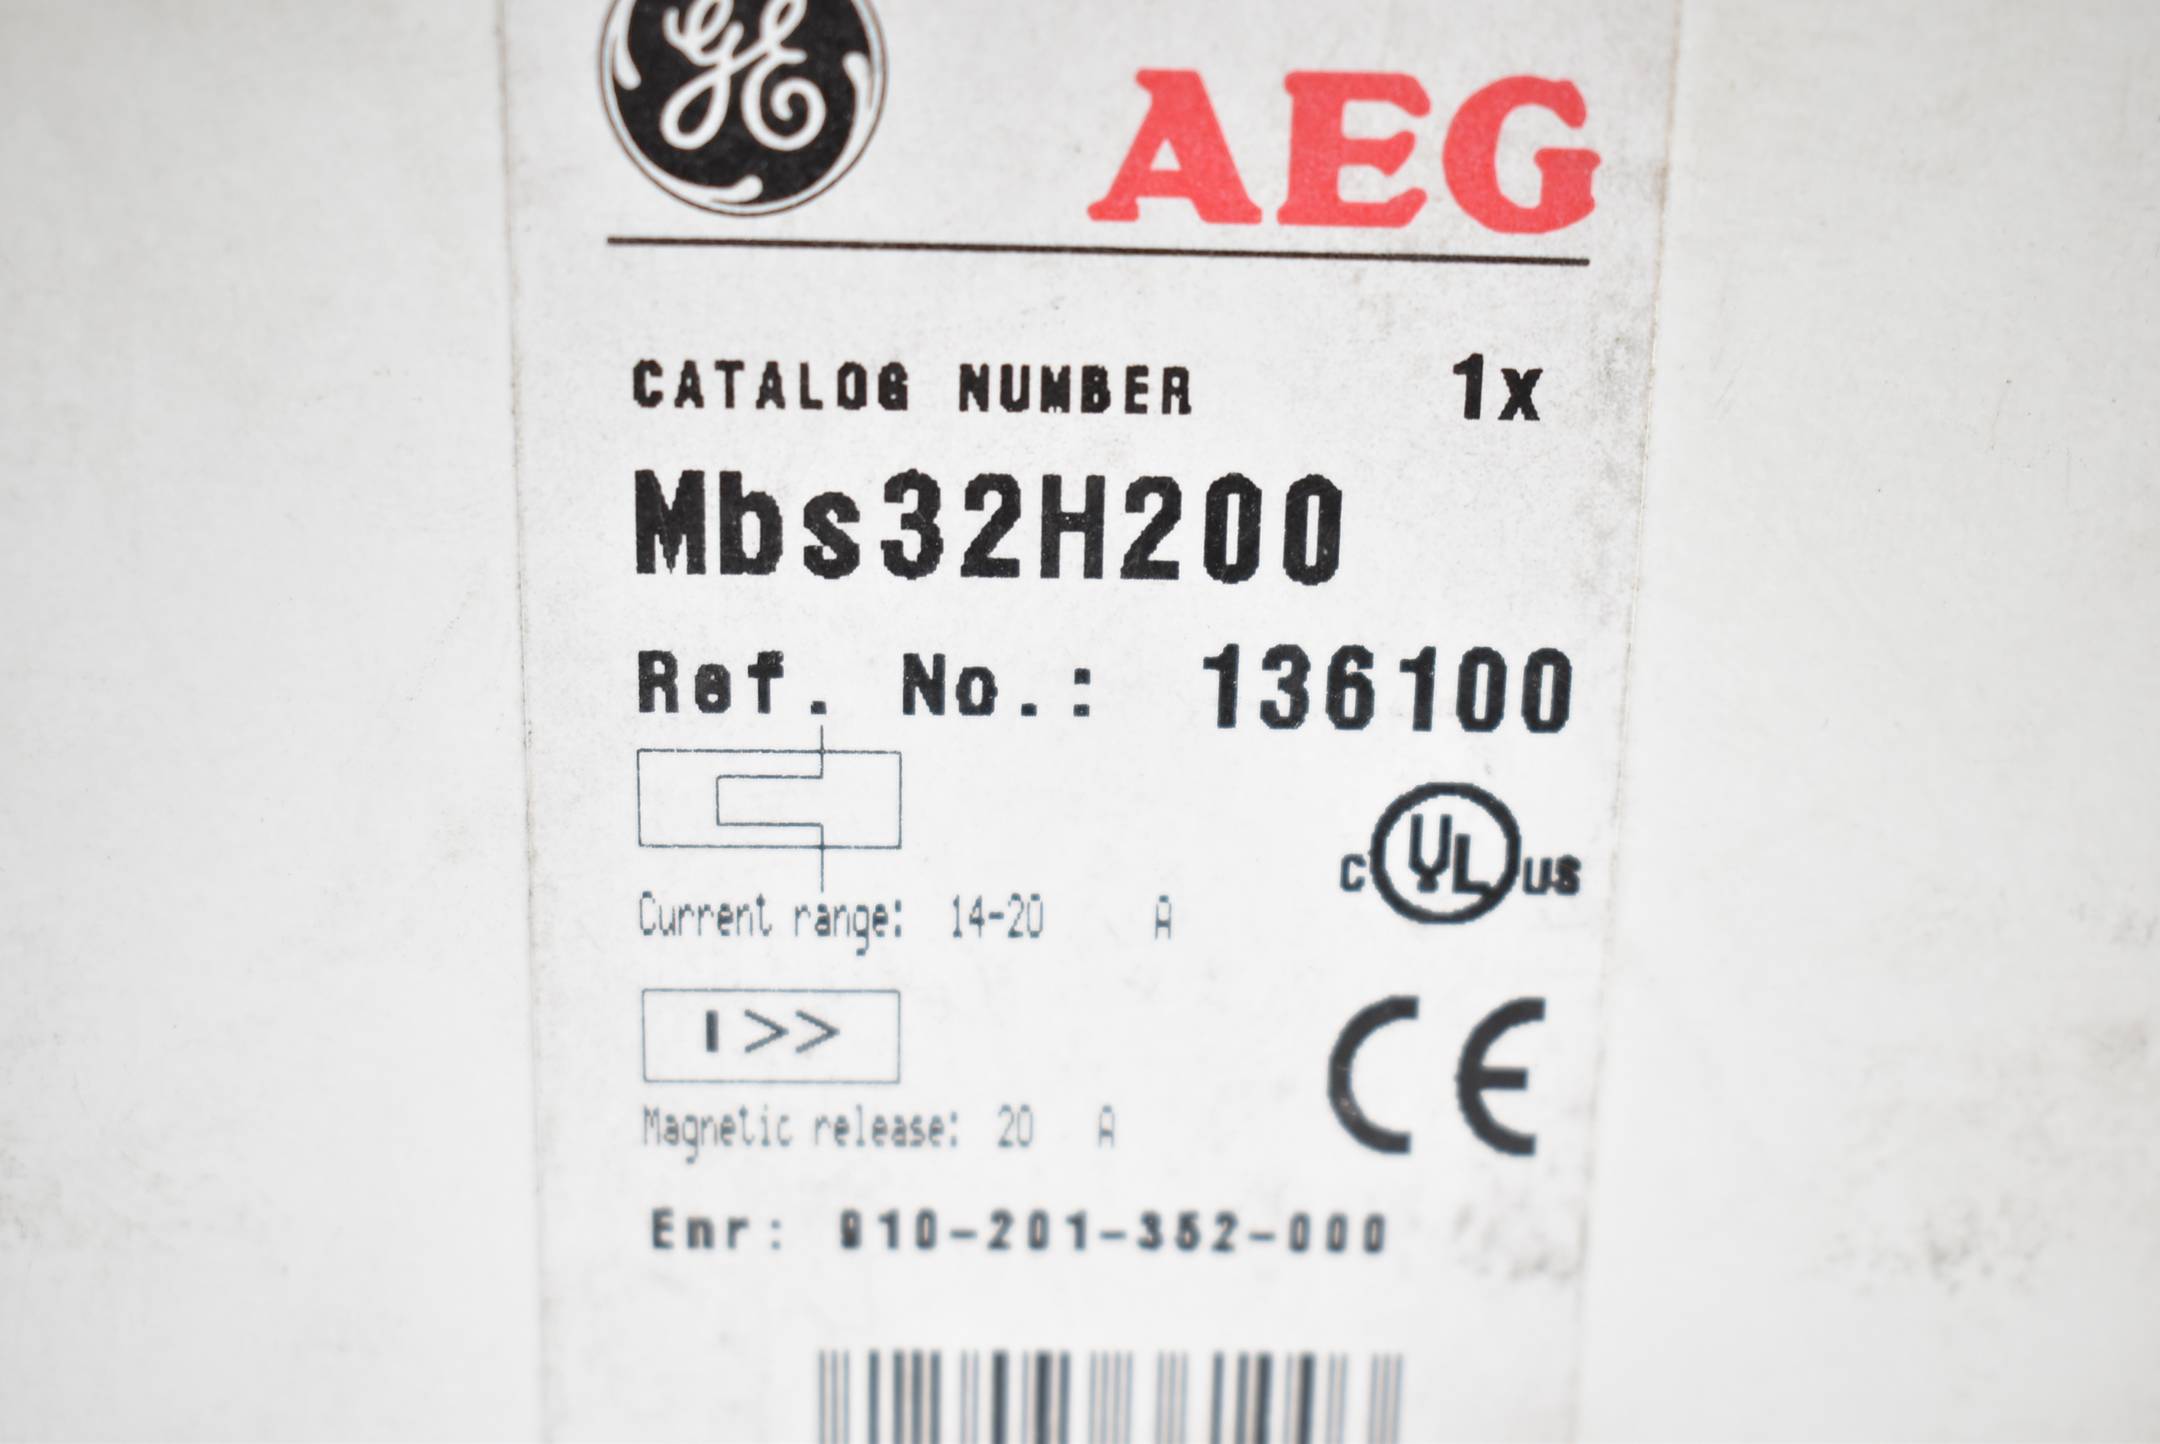 GE AEG
CATALOG NUMBER 1x
Mbs32H200
Ref. No.: 136100
c UL us
Current range: 14-20 A
I>>
CE
Magnetic release: 20 A
Enr: 910-201-352-000